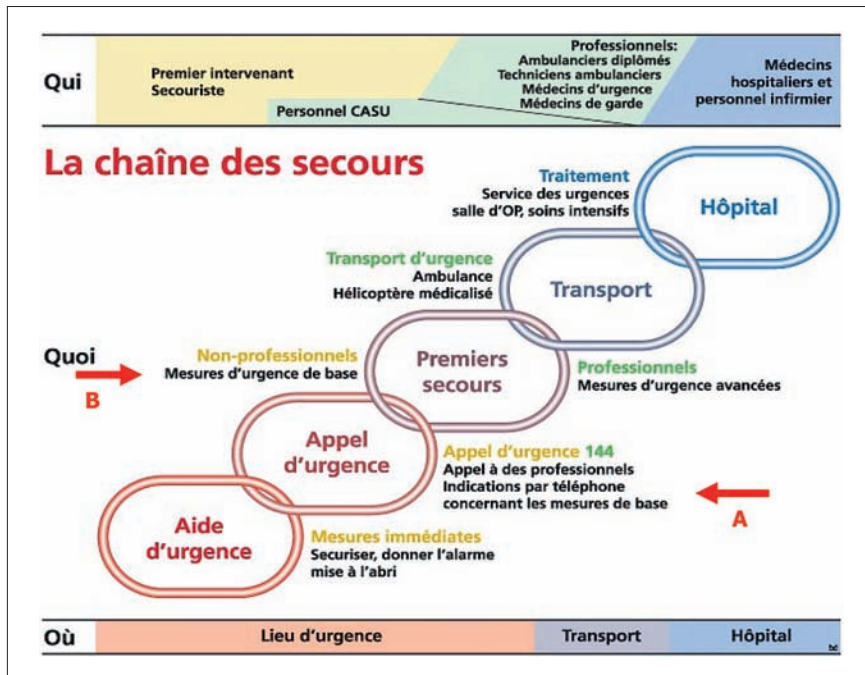 Qui
Premier intervenant
Secouriste
Personnel CASU
Professionnels:
Ambulanciers diplômés
Techniciens ambulanciers
Médecins d'urgence
Médecins de garde
Médecins
hospitaliers et
personnel infirmier
La chaîne des secours
Traitement
Service des urgences
salle d'OP, soins intensifs
Hôpital
Transport d'urgence
Ambulance
Hélicoptère médicalisé
Transport
Quoi
B
Non-professionnels
Mesures d'urgence de base
Premiers
secours
Professionnels
Mesures d'urgence avancées
Appel
d'urgence
Appel d'urgence 144
Appel à des professionnels
Indications par téléphone
concernant les mesures de base
A
Aide
d'urgence
Mesures immédiates
Securiser, donner l'alarme
mise à l'abri
Où
Lieu d'urgence
Transport
Hôpital